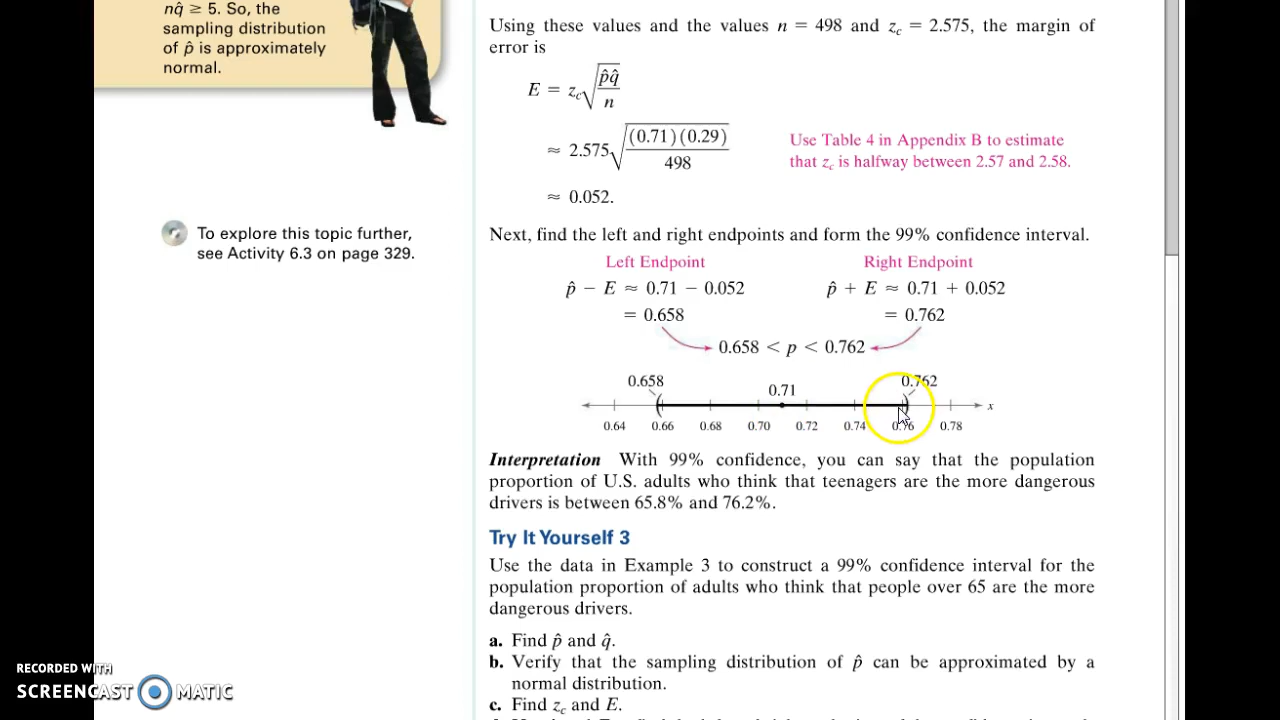 nq̂ ≥ 5. So, the
sampling distribution
of p̂ is approximately
normal.
To explore this topic further,
see Activity 6.3 on page 329.
Using these values and the values n = 498 and z_c = 2.575, the margin of
error is
E = z_c√(p̂q̂/n)
≈ 2.575√((0.71)(0.29)/498)
Use Table 4 in Appendix B to estimate
that z_c is halfway between 2.57 and 2.58.
≈ 0.052.
Next, find the left and right endpoints and form the 99% confidence interval.
Left Endpoint Right Endpoint
p̂ − E ≈ 0.71 − 0.052 p̂ + E ≈ 0.71 + 0.052
= 0.658 = 0.762
0.658 < p < 0.762
0.658 0.71 0.762
x
0.64 0.66 0.68 0.70 0.72 0.74 0.76 0.78
Interpretation With 99% confidence, you can say that the population
proportion of U.S. adults who think that teenagers are the more dangerous
drivers is between 65.8% and 76.2%.
Try It Yourself 3
Use the data in Example 3 to construct a 99% confidence interval for the
population proportion of adults who think that people over 65 are the more
dangerous drivers.
a. Find p̂ and q̂.
b. Verify that the sampling distribution of p̂ can be approximated by a
normal distribution.
c. Find z_c and E.
RECORDED WITH
SCREENCAST MATIC